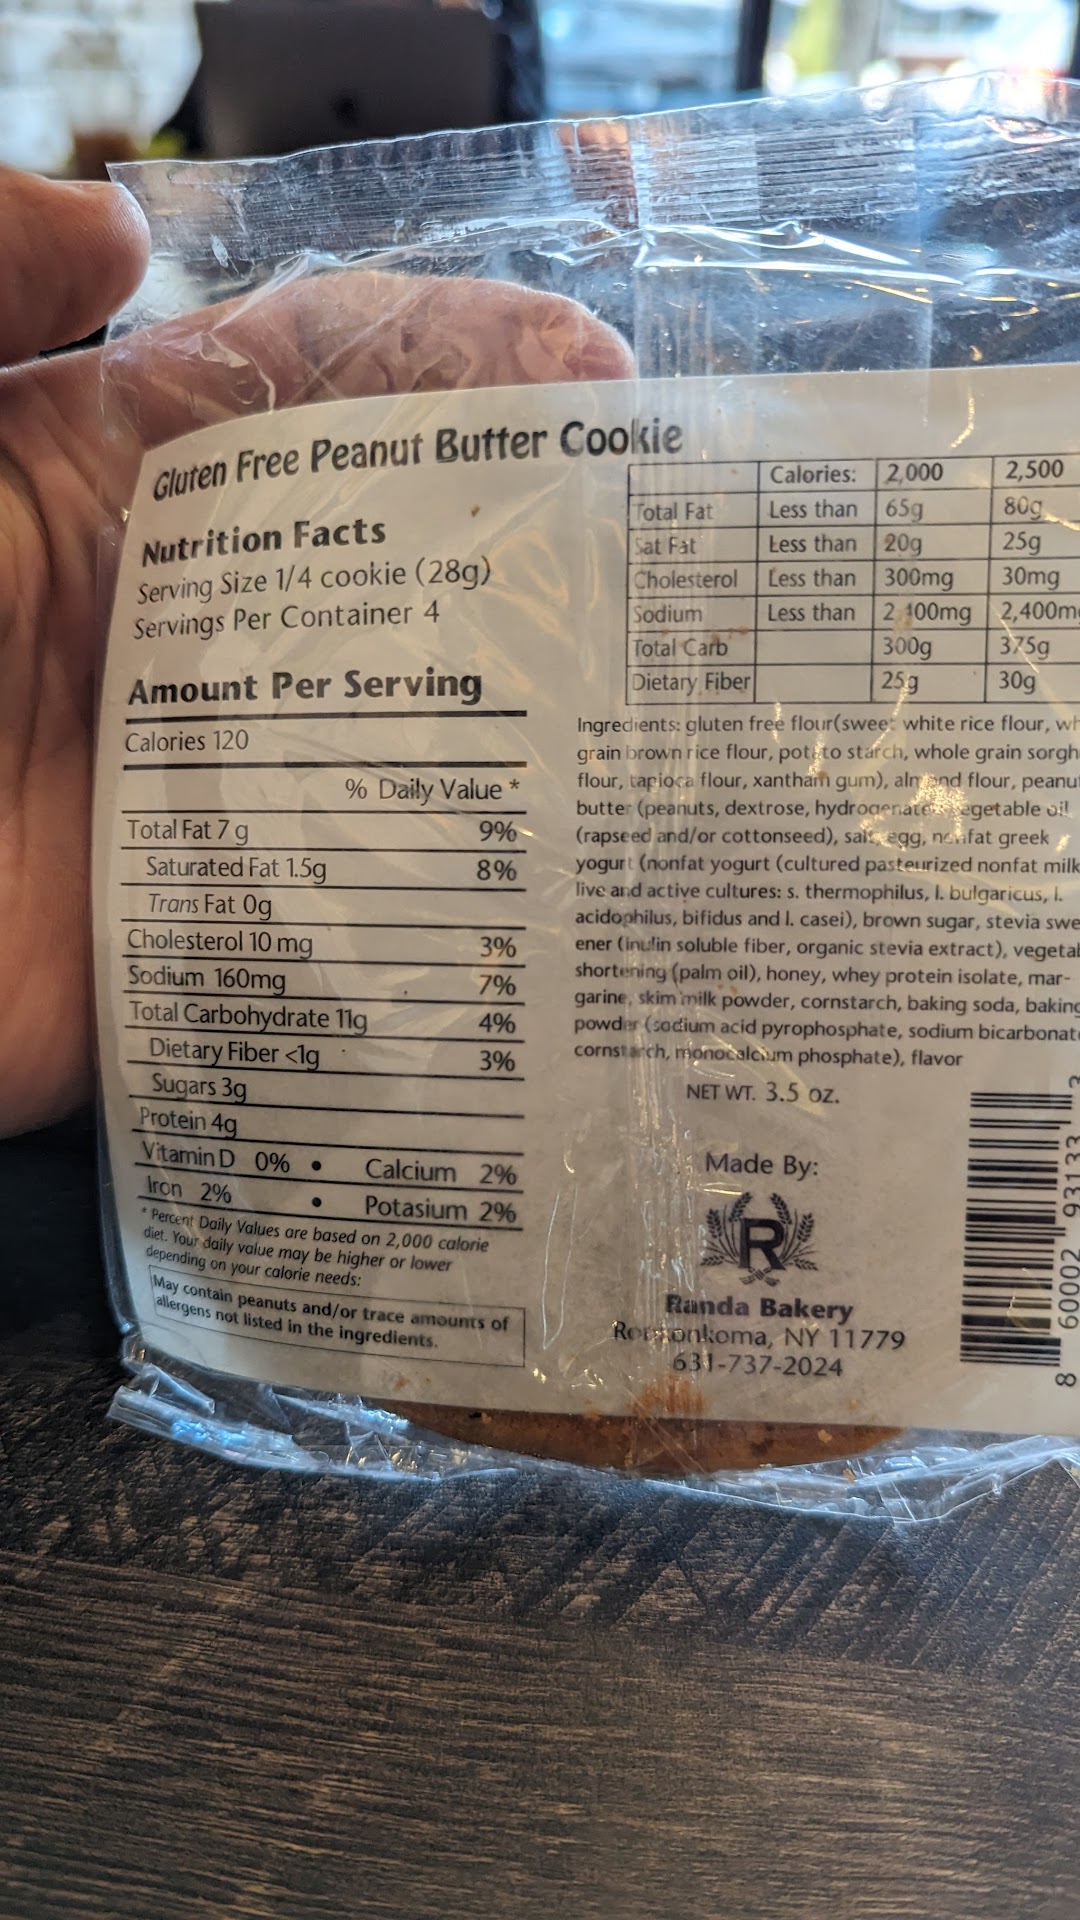 Gluten Free Peanut Butter Cookie
Nutrition Facts
Serving Size 1/4 cookie (28g)
Servings Per Container 4
Amount Per Serving
Calories 120
% Daily Value *
Total Fat 7 g 9%
Saturated Fat 1.5g 8%
Trans Fat 0g
Cholesterol 10 mg 3%
Sodium 160mg 7%
Total Carbohydrate 11g 4%
Dietary Fiber <1g 3%
Sugars 3g
Protein 4g
Vitamin D 0% • Calcium 2%
Iron 2% • Potasium 2%
* Percent Daily Values are based on 2,000 calorie
diet. Your daily value may be higher or lower
depending on your calorie needs:
May contain peanuts and/or trace amounts of
allergens not listed in the ingredients.
Calories: 2,000 2,500
Total Fat Less than 65g 80g
Sat Fat Less than 20g 25g
Cholesterol Less than 300mg 30mg
Sodium Less than 2,400m
Total Carb 300g 375g
Dietary Fiber 25g 30g
Ingredients: gluten free flour(sweet white rice flour,
grain brown rice flour, potato starch, whole grain sorgh
flour, tapioca flour, xantham gum), almond flour, peanut
butter (peanuts, dextrose, hydrogenated vegetable oil
(rapeseed and/or cottonseed), salt, egg, nonfat greek
yogurt (nonfat yogurt (cultured pasteurized nonfat milk
live and active cultures: s. thermophilus, l. bulgaricus, l.
acidophilus, bifidus and l. casei), brown sugar, stevia swe
ener (inulin soluble fiber, organic stevia extract), vegetab
shortening (palm oil), honey, whey protein isolate, mar-
garine, skim milk powder, cornstarch, baking soda, baking
powder (sodium acid pyrophosphate, sodium bicarbonate
cornstarch, monocalcium phosphate), flavor
NET WT. 3.5 oz.
Made By:
R
Randa Bakery
Ronkonkoma, NY 11779
631-737-2024
8 60002 93133 3